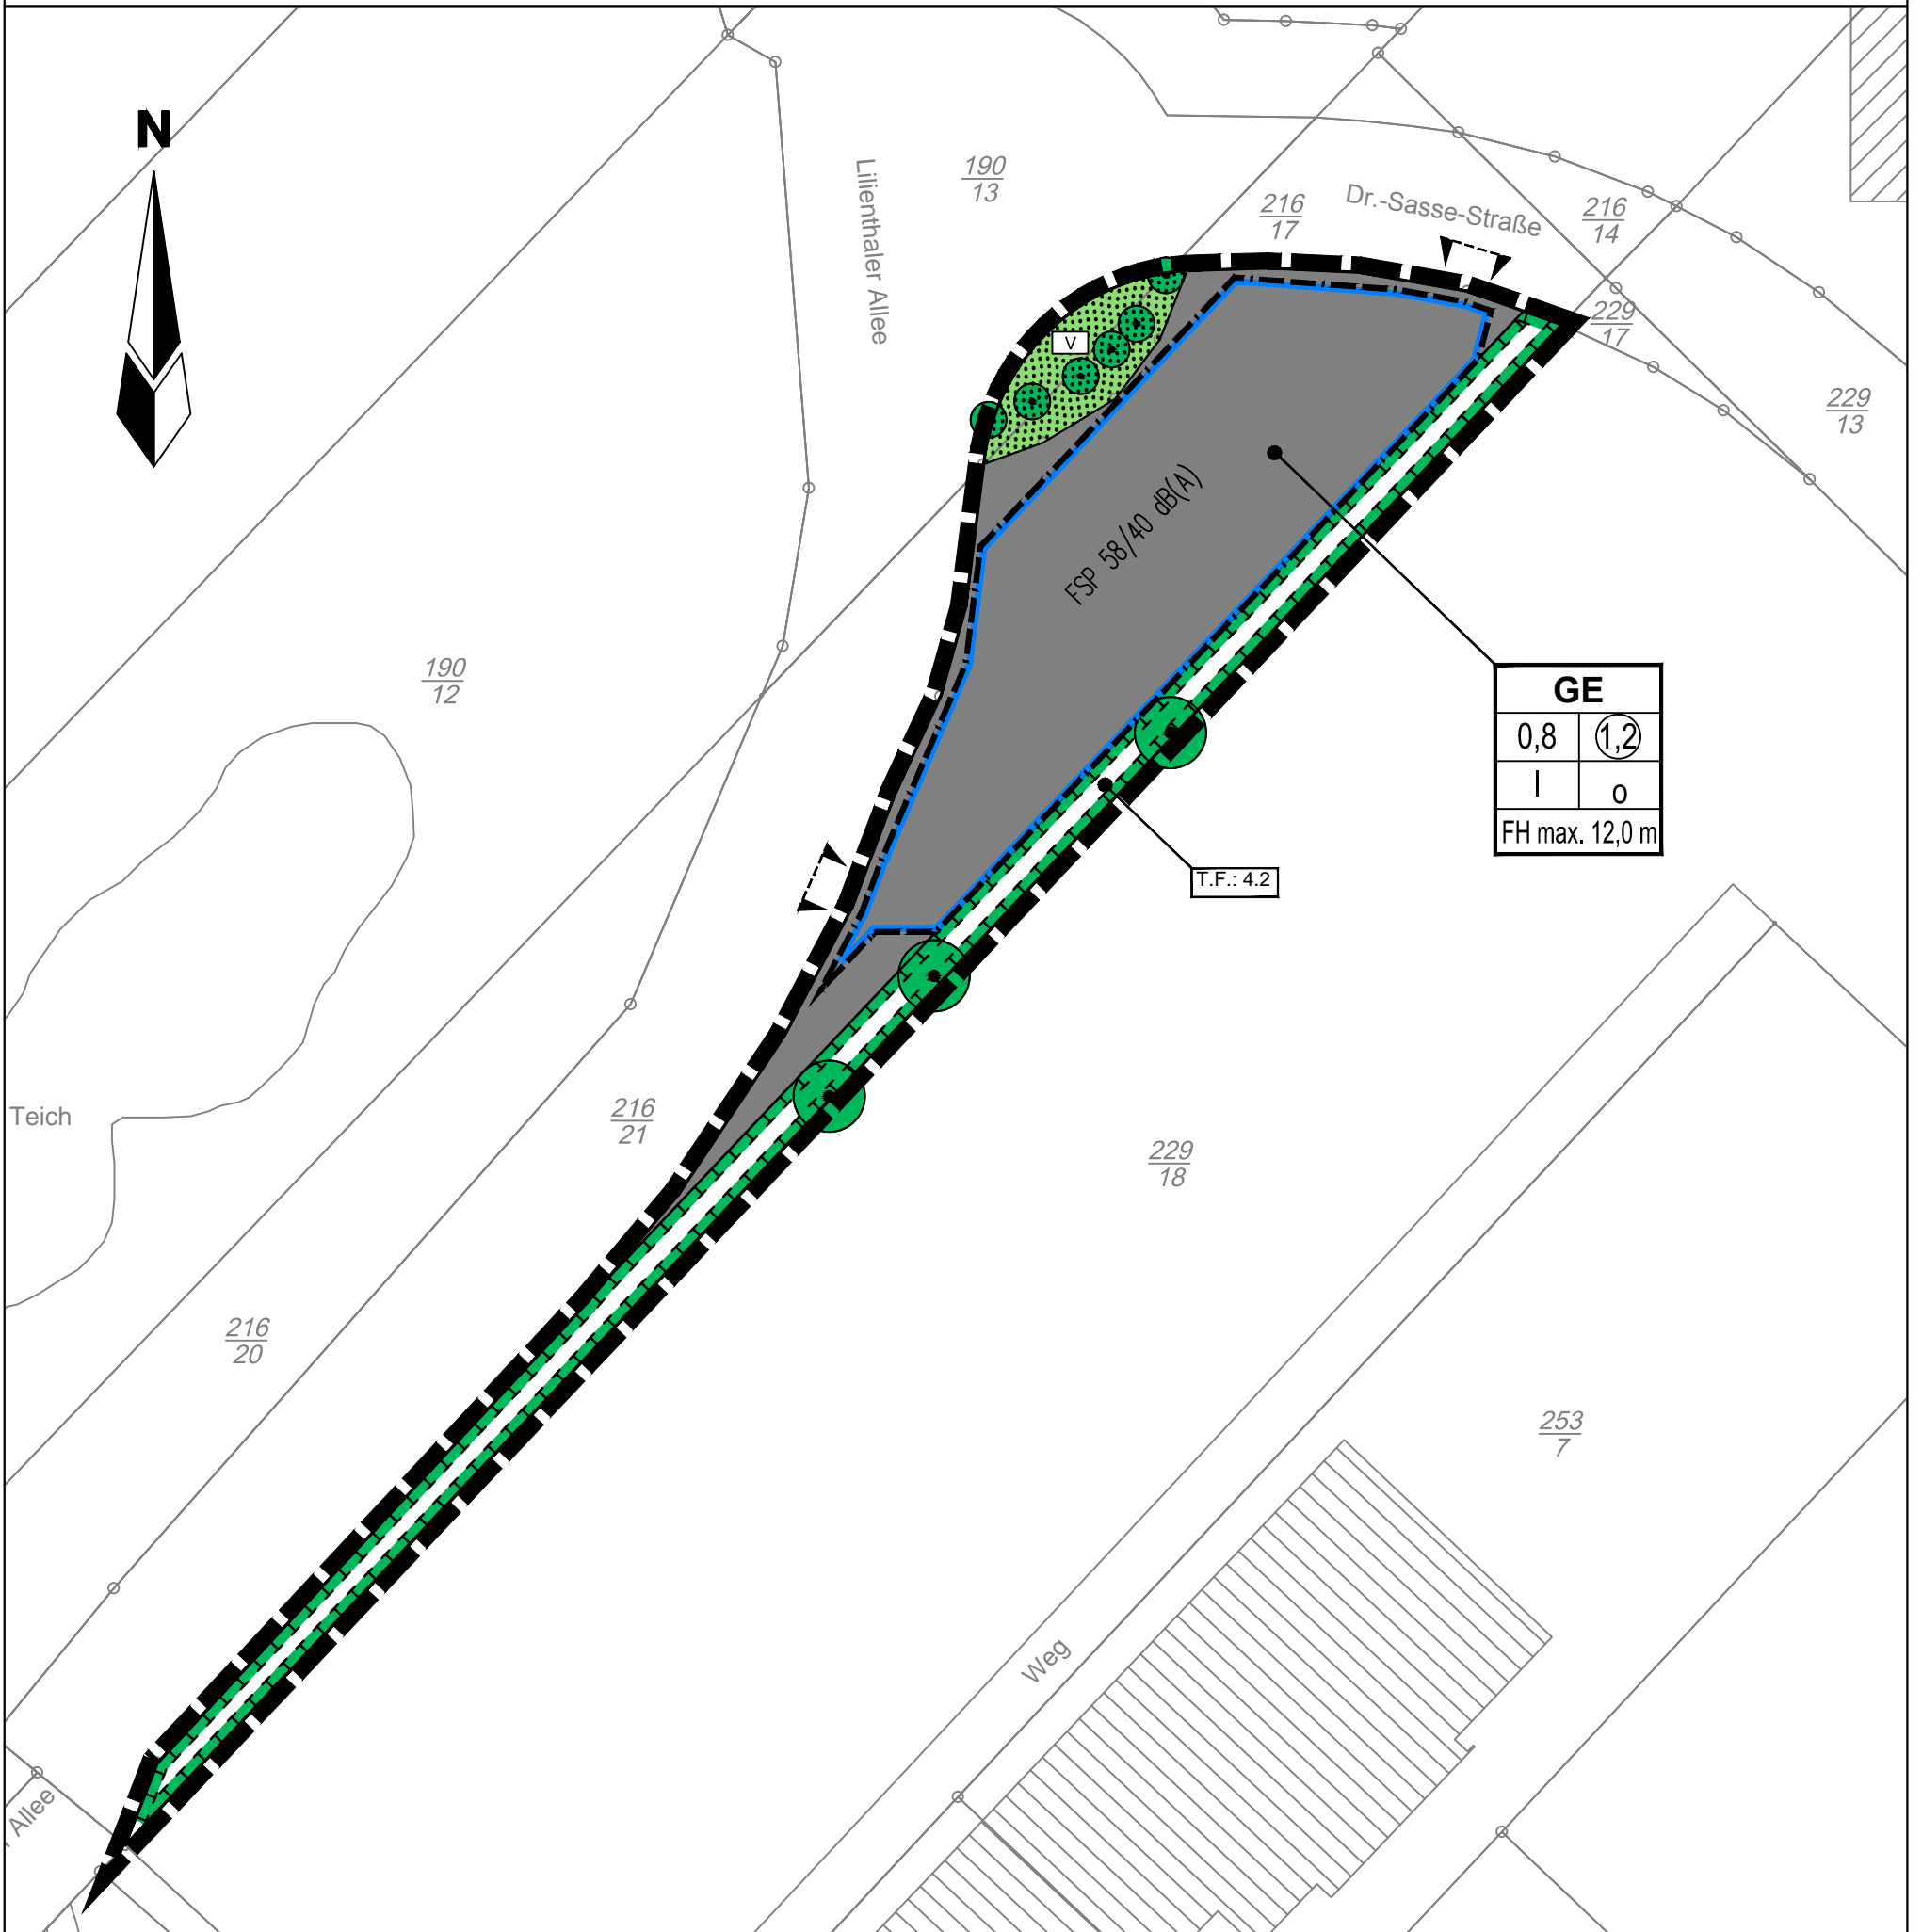 N
Lilienthaler Allee
190
13
216
17
Dr.-Sasse-Straße
216
14
229
17
229
13
V
FSP 58/40 dB(A)
190
12
GE
0,8 1,2
I o
FH max. 12,0 m
T.F.: 4.2
Teich
216
21
229
18
216
20
253
7
Weg
Allee